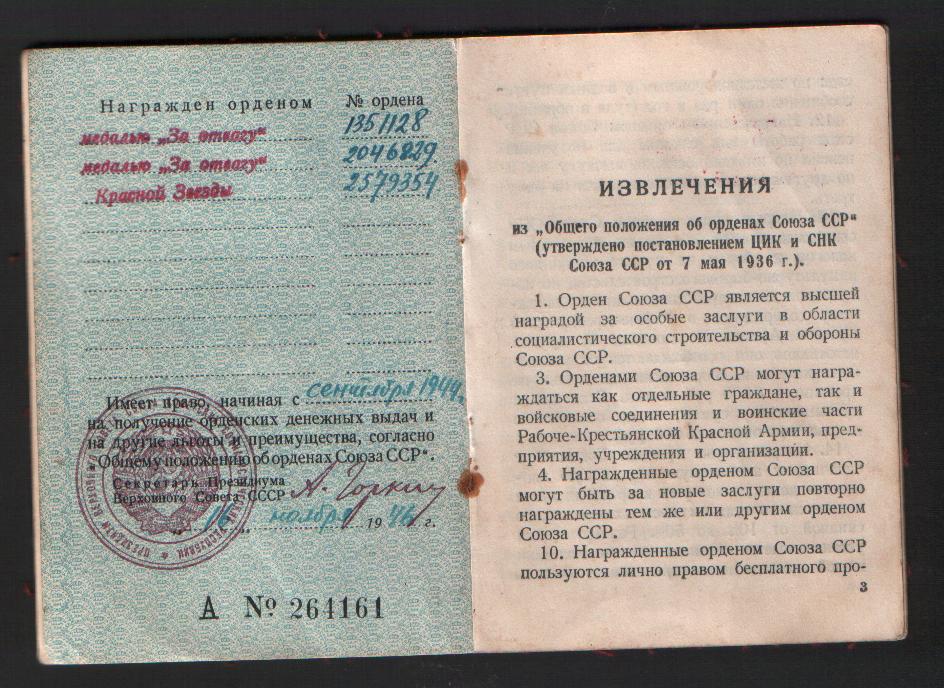 Награжден орденом № ордена
медалью „За отвагу“ 1351128
медалью „За отвагу“ 2046829
Красной Звезды 2579354
Имеет право, начиная с сентября 1944
на получение орденских денежных выдач и
на другие льготы и преимущества, согласно
„Общему положению об орденах Союза ССР“.
Секретарь Президиума
Верховного Совета СССР А. Горкин
„16“ ноября 1946 г.
А № 264161
ИЗВЛЕЧЕНИЯ
из „Общего положения об орденах Союза ССР“
(утверждено постановлением ЦИК и СНК
Союза ССР от 7 мая 1936 г.).
1. Орден Союза ССР является высшей
наградой за особые заслуги в области
социалистического строительства и обороны
Союза ССР.
3. Орденами Союза ССР могут награ-
ждаться как отдельные граждане, так и
войсковые соединения и воинские части
Рабоче-Крестьянской Красной Армии, пред-
приятия, учреждения и организации.
4. Награжденные орденом Союза ССР
могут быть за новые заслуги повторно
награждены тем же или другим орденом
Союза ССР.
10. Награжденные орденом Союза ССР
пользуются лично правом бесплатного про-
3